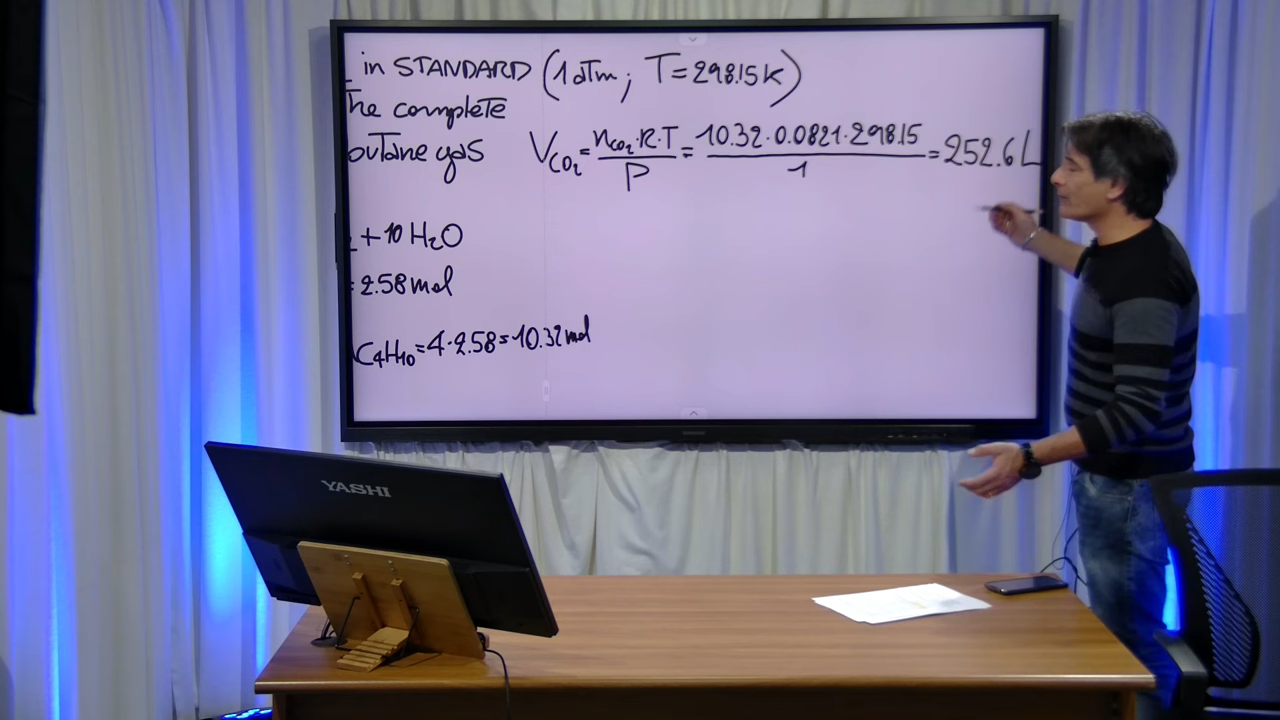 in STANDARD (1 atm; T=298.15K)
The complete
butane gas
V_CO₂ = n_CO₂·R·T / P = 10.32·0.0821·298.15 / 1 = 252.6 L
+ 10 H₂O
= 2.58 mol
C₄H₁₀ = 4·2.58 = 10.32 mol
YASHI